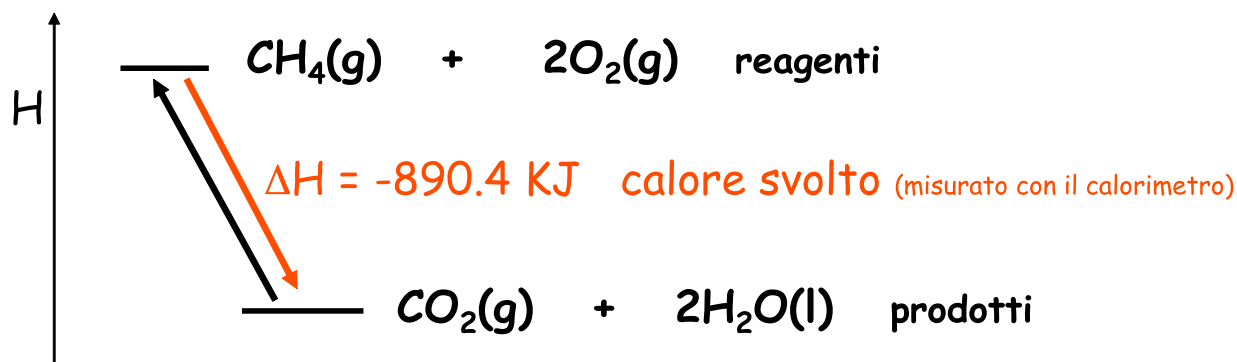 CH₄(g) + 2O₂(g) reagenti
H
ΔH = -890.4 KJ calore svolto (misurato con il calorimetro)
CO₂(g) + 2H₂O(l) prodotti